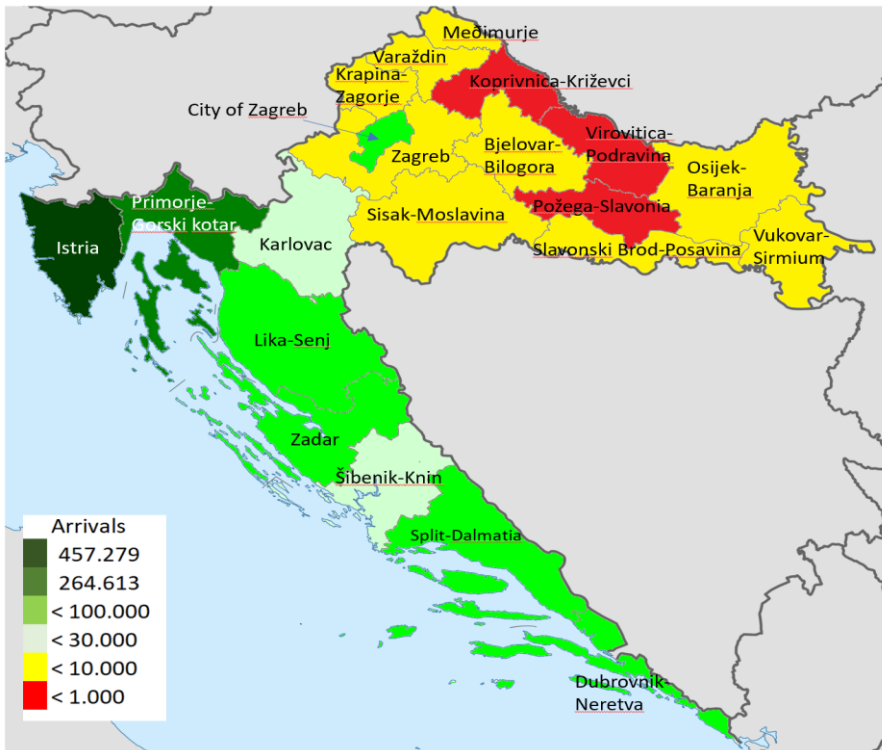 Međimurje
Varaždin
Krapina-
Zagorje
Koprivnica-Križevci
City of Zagreb
Virovitica-
Podravina
Zagreb
Bjelovar-
Bilogora
Osijek-
Baranja
Primorje-
Gorski kotar
Sisak-Moslavina
Požega-Slavonia
Istria
Karlovac
Slavonski Brod-Posavina
Vukovar-
Sirmium
Lika-Senj
Zadar
Šibenik-Knin
Split-Dalmatia
Dubrovnik-
Neretva
Arrivals
457.279
264.613
< 100.000
< 30.000
< 10.000
< 1.000